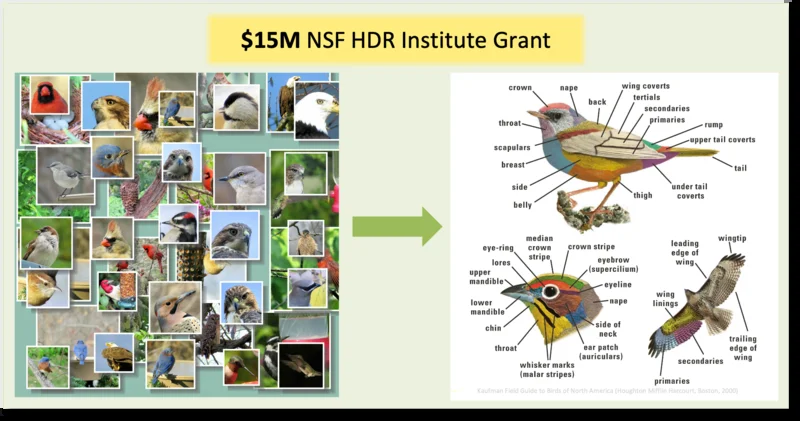 $15M NSF HDR Institute Grant
crown
nape
back
wing coverts
tertials
secondaries
primaries
rump
upper tail coverts
tail
under tail
coverts
thigh
belly
side
breast
scapulars
throat
eye-ring
lores
upper
mandible
lower
mandible
chin
throat
whisker marks
(malar stripes)
median
crown
stripe
crown stripe
eyebrow
(supercilium)
eyeline
nape
side of
neck
ear patch
(auriculars)
leading
edge of
wing
wingtip
wing
linings
trailing
edge of
wing
secondaries
primaries
Kaufman Field Guide to Birds of North America (Houghton Mifflin Harcourt, Boston, 2000)